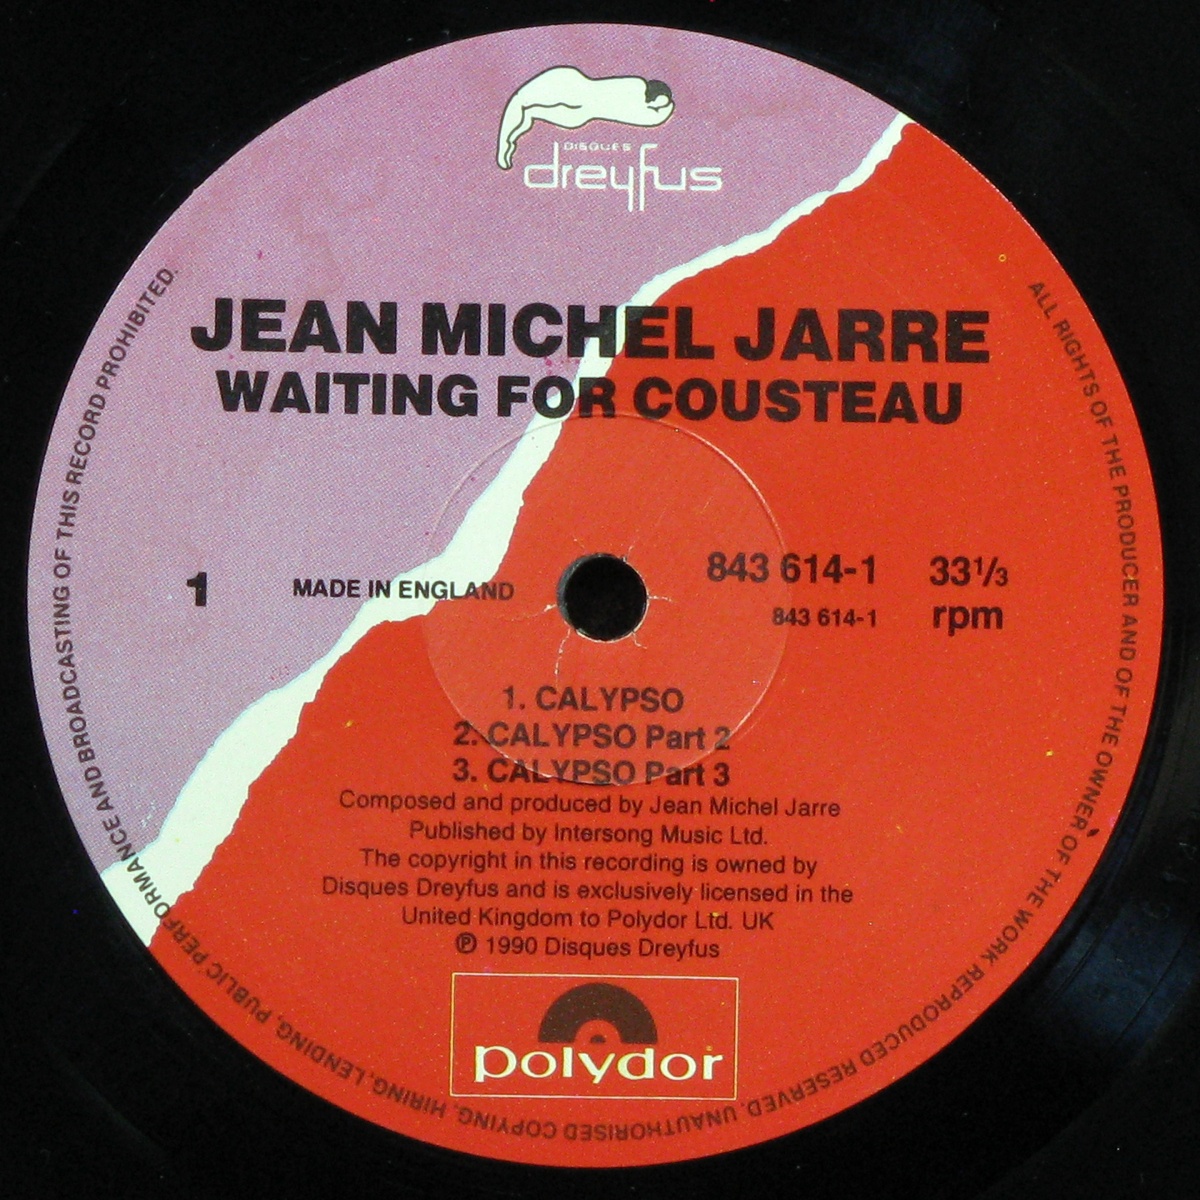 DISQUES
dreyfus
JEAN MICHEL JARRE
WAITING FOR COUSTEAU
1
MADE IN ENGLAND
843 614-1
33⅓
843 614-1
rpm
1. CALYPSO
2. CALYPSO Part 2
3. CALYPSO Part 3
Composed and produced by Jean Michel Jarre
Published by Intersong Music Ltd.
The copyright in this recording is owned by
Disques Dreyfus and is exclusively licensed in the
United Kingdom to Polydor Ltd. UK
℗ 1990 Disques Dreyfus
polydor
ALL RIGHTS OF THE PRODUCER AND OF THE OWNER OF THE WORK REPRODUCED RESERVED. UNAUTHORISED COPYING, HIRING, LENDING, PUBLIC PERFORMANCE AND BROADCASTING OF THIS RECORD PROHIBITED.